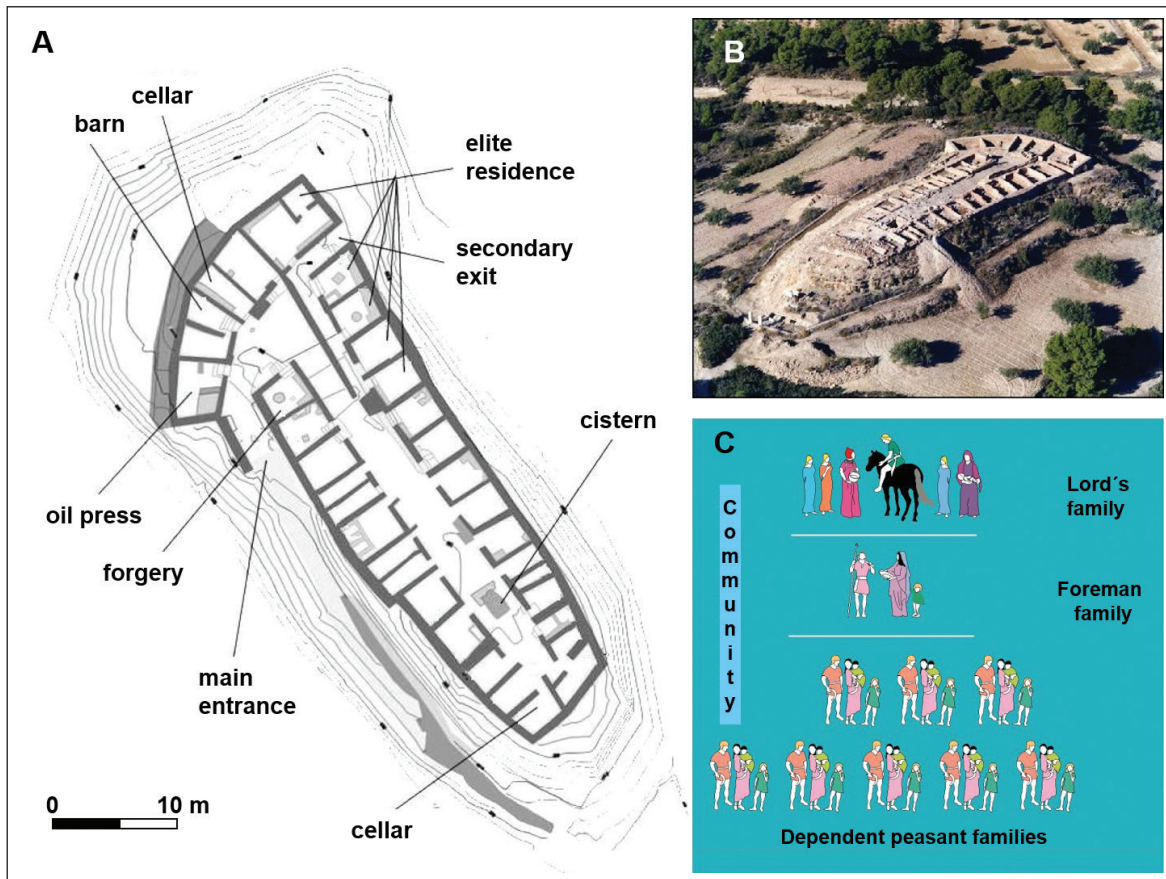 A
cellar
barn
elite
residence
secondary
exit
cistern
oil press
forgery
main
entrance
cellar
0 10 m
B
C
Community
Lord´s
family
Foreman
family
Dependent peasant families